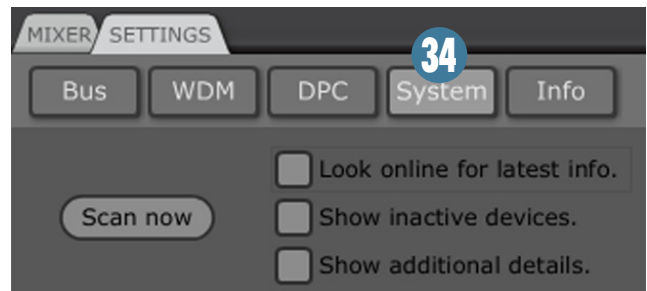 MIXER SETTINGS
34
Bus WDM DPC System Info
Look online for latest info.
Scan now Show inactive devices.
Show additional details.